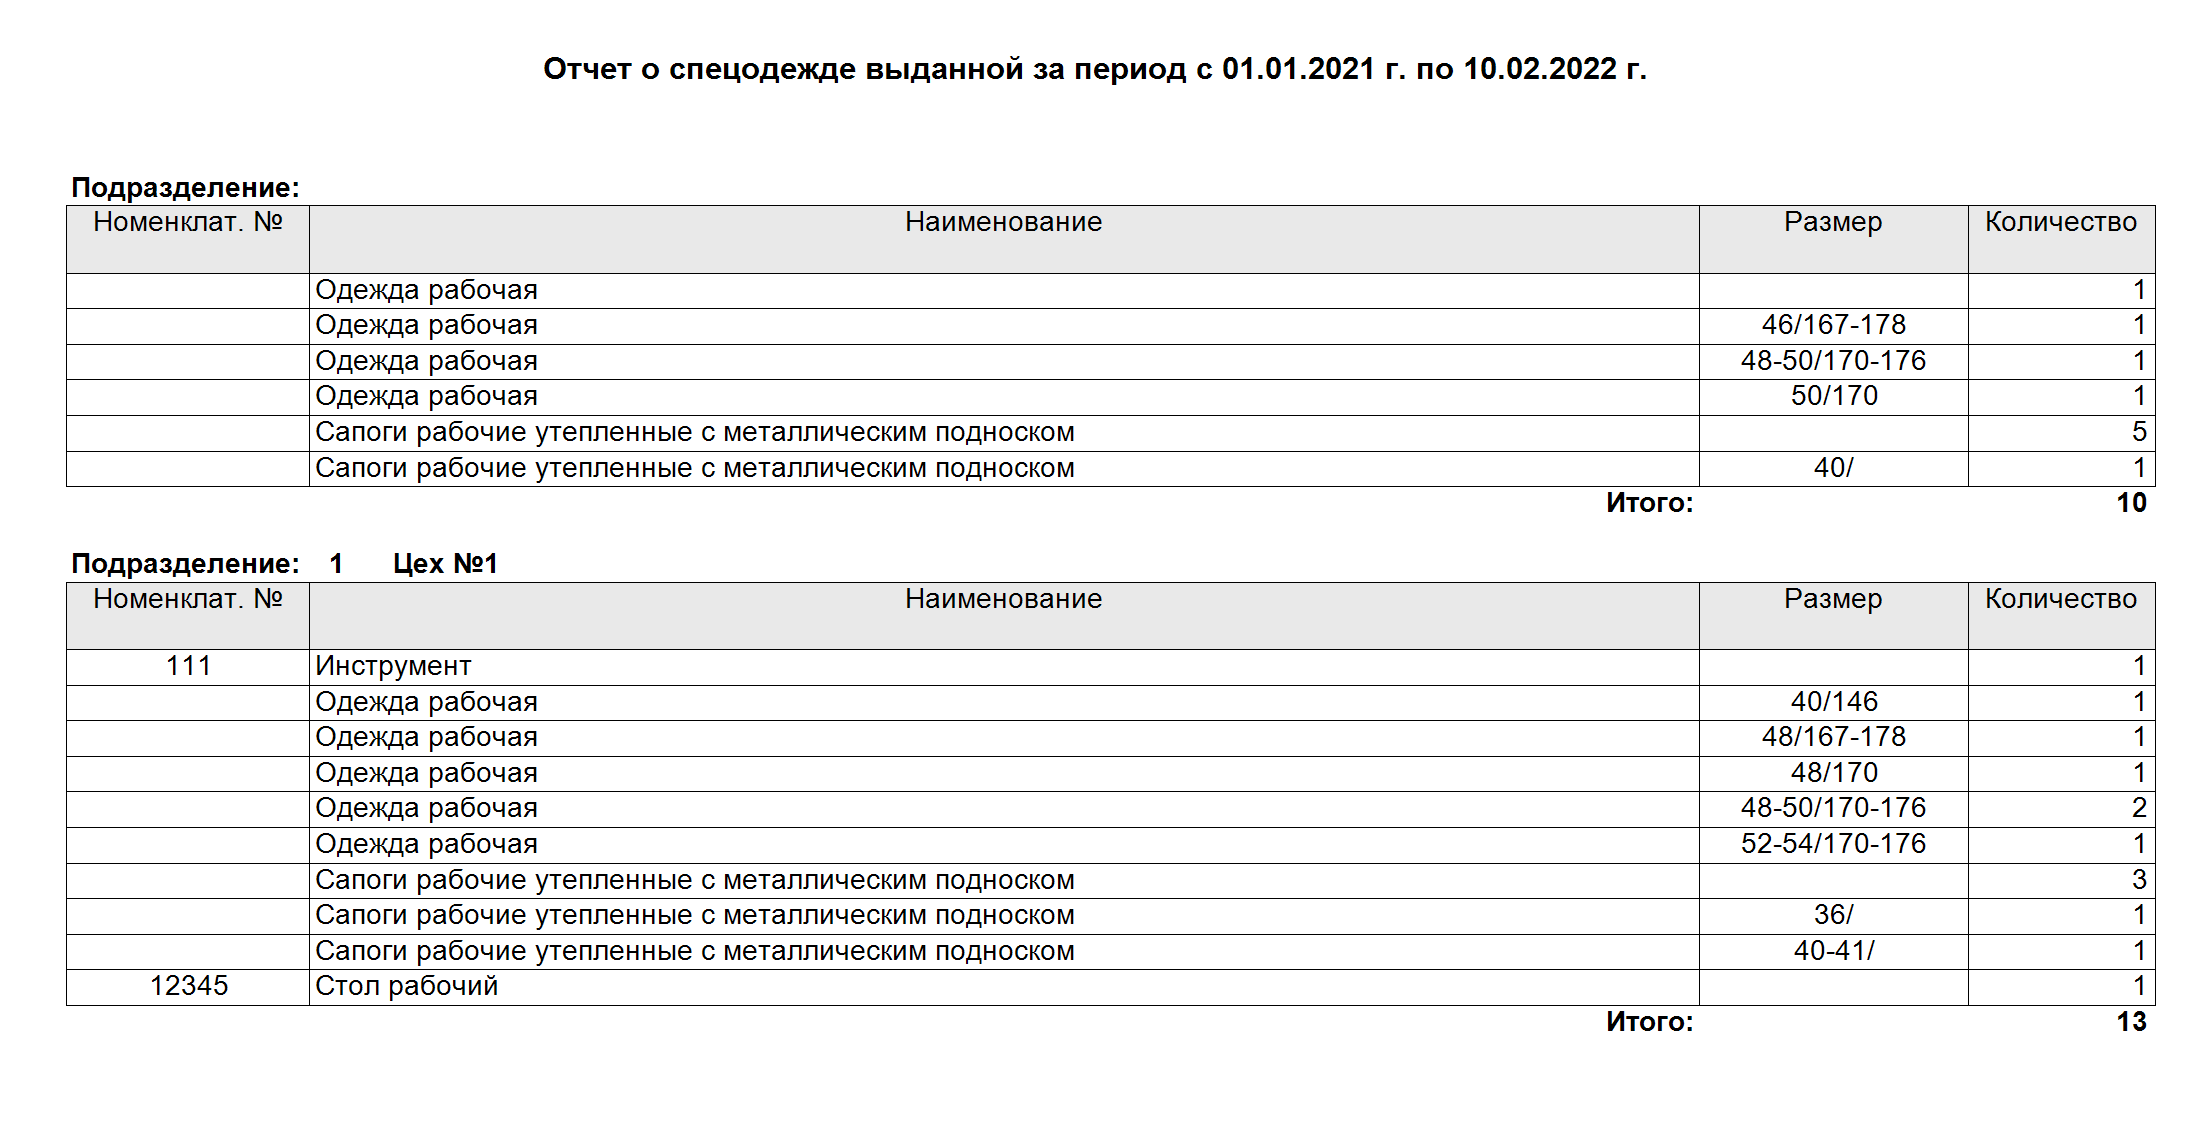 Отчет о спецодежде выданной за период с 01.01.2021 г. по 10.02.2022 г.
Подразделение:
Номенклат. № Наименование Размер Количество
Одежда рабочая 1
Одежда рабочая 46/167-178 1
Одежда рабочая 48-50/170-176 1
Одежда рабочая 50/170 1
Сапоги рабочие утепленные с металлическим подноском 5
Сапоги рабочие утепленные с металлическим подноском 40/ 1
Итого: 10
Подразделение: 1 Цех №1
Номенклат. № Наименование Размер Количество
111 Инструмент 1
Одежда рабочая 40/146 1
Одежда рабочая 48/167-178 1
Одежда рабочая 48/170 1
Одежда рабочая 48-50/170-176 2
Одежда рабочая 52-54/170-176 1
Сапоги рабочие утепленные с металлическим подноском 3
Сапоги рабочие утепленные с металлическим подноском 36/ 1
Сапоги рабочие утепленные с металлическим подноском 40-41/ 1
12345 Стол рабочий 1
Итого: 13